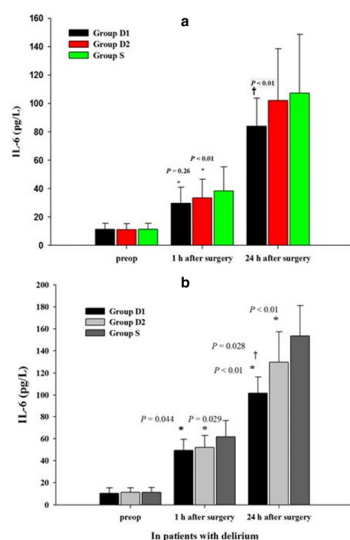 a
Group D1
Group D2
Group S
IL-6 (pg/L)
160
140
120
100
80
60
40
20
0
P = 0.26
*
P < 0.01
*
P < 0.01
†
preop
1 h after surgery
24 h after surgery
b
Group D1
Group D2
Group S
IL-6 (pg/L)
200
180
160
140
120
100
80
60
40
20
0
P = 0.044
*
P = 0.029
*
P < 0.01
*
P = 0.028
†
P < 0.01
*
preop
1 h after surgery
24 h after surgery
In patients with delirium